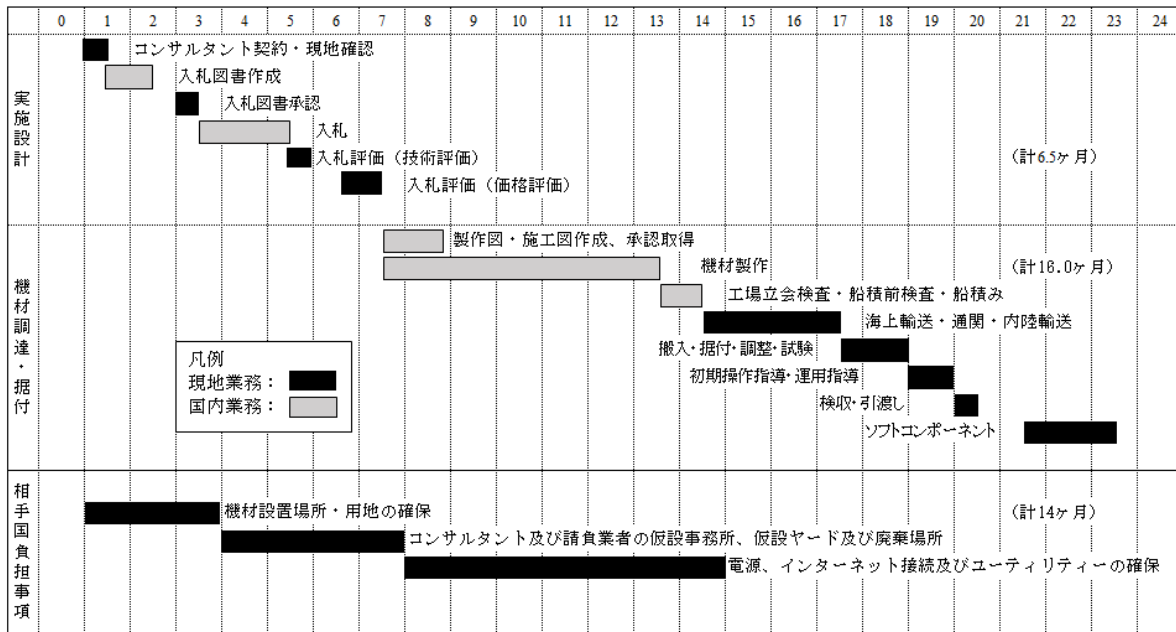 0 1 2 3 4 5 6 7 8 9 10 11 12 13 14 15 16 17 18 19 20 21 22 23 24
実施設計
コンサルタント契約・現地確認
入札図書作成
入札図書承認
入札
入札評価（技術評価） （計6.5ヶ月）
入札評価（価格評価）
機材調達・据付
製作図・施工図作成、承認取得
機材製作 （計16.0ヶ月）
工場立会検査・船積前検査・船積み
海上輸送・通関・内陸輸送
搬入・据付・調整・試験
初期操作指導・運用指導
検収・引渡し
ソフトコンポーネント
凡例
現地業務：
国内業務：
相手国負担事項
機材設置場所・用地の確保 （計14ヶ月）
コンサルタント及び請負業者の仮設事務所、仮設ヤード及び廃棄場所
電源、インターネット接続及びユーティリティーの確保